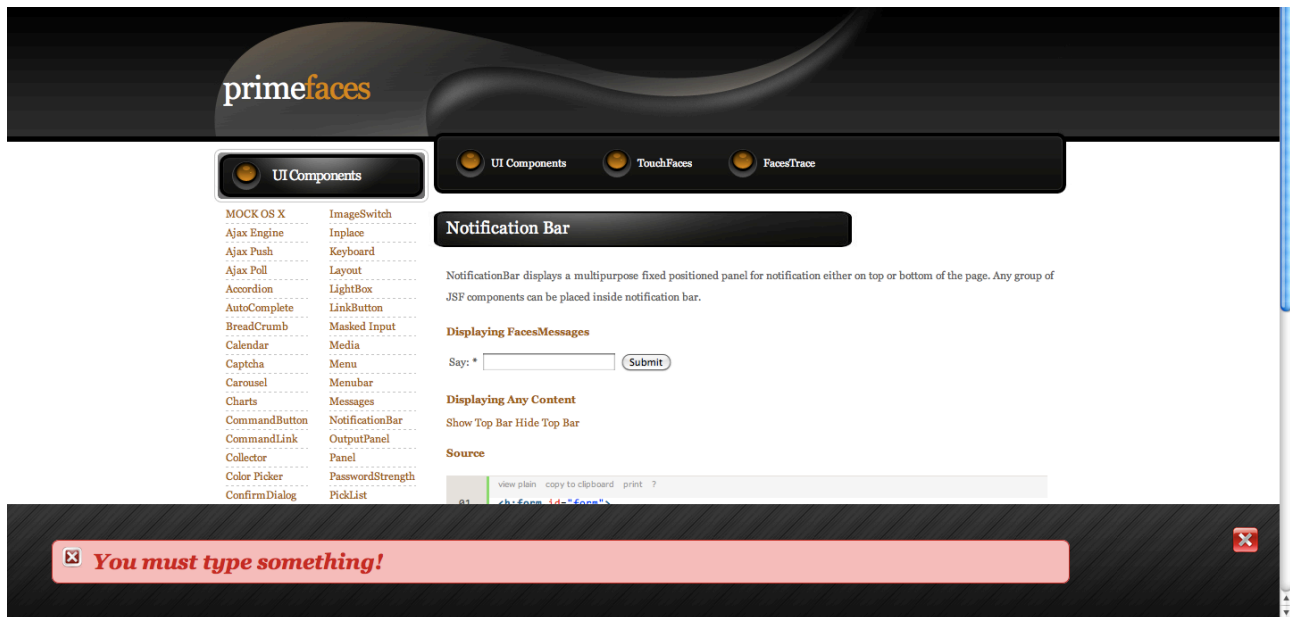 primefaces
UI Components
TouchFaces
FacesTrace
UI Components
MOCK OS X
ImageSwitch
Ajax Engine
Inplace
Ajax Push
Keyboard
Ajax Poll
Layout
Accordion
LightBox
AutoComplete
LinkButton
BreadCrumb
Masked Input
Calendar
Media
Captcha
Menu
Carousel
Menubar
Charts
Messages
CommandButton
NotificationBar
CommandLink
OutputPanel
Collector
Panel
Color Picker
PasswordStrength
ConfirmDialog
PickList
Notification Bar
NotificationBar displays a multipurpose fixed positioned panel for notification either on top or bottom of the page. Any group of
JSF components can be placed inside notification bar.
Displaying FacesMessages
Say: * Submit
Displaying Any Content
Show Top Bar Hide Top Bar
Source
view plain copy to clipboard print ?
01 <h:form id="form">
You must type something!